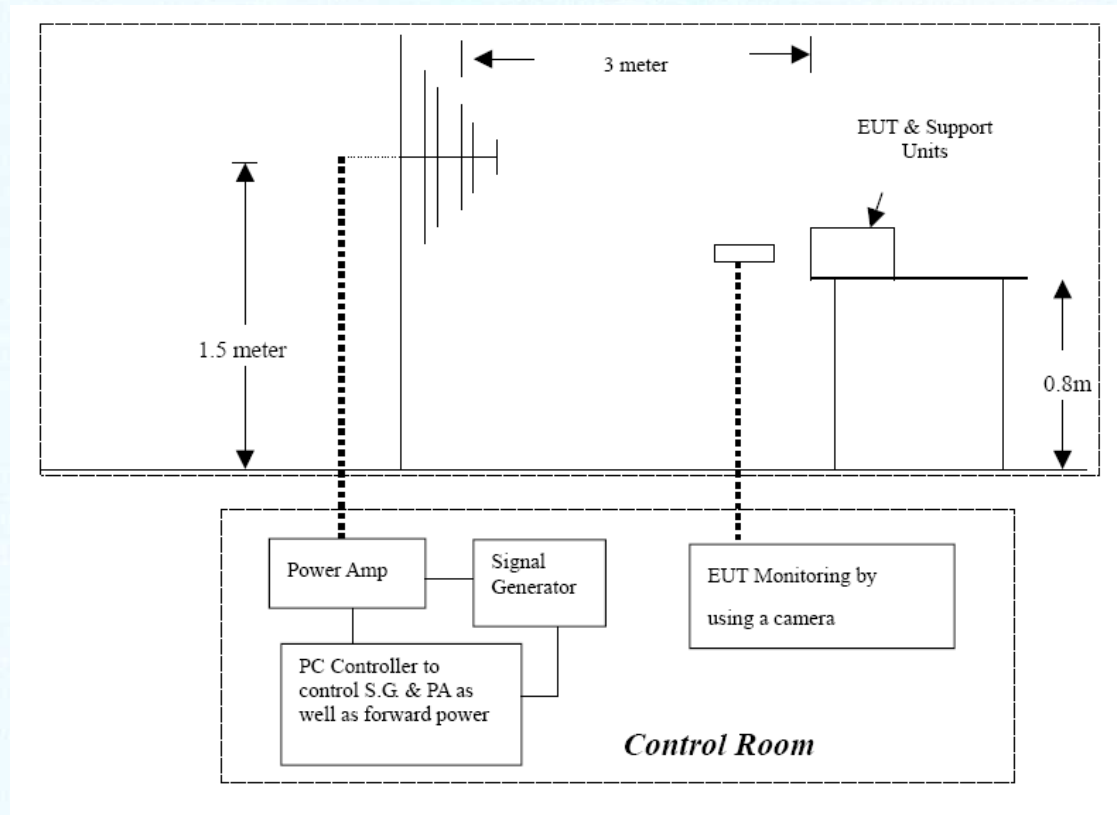 3 meter
EUT & Support
Units
1.5 meter
0.8m
Power Amp
Signal
Generator
EUT Monitoring by
using a camera
PC Controller to
control S.G. & PA as
well as forward power
Control Room